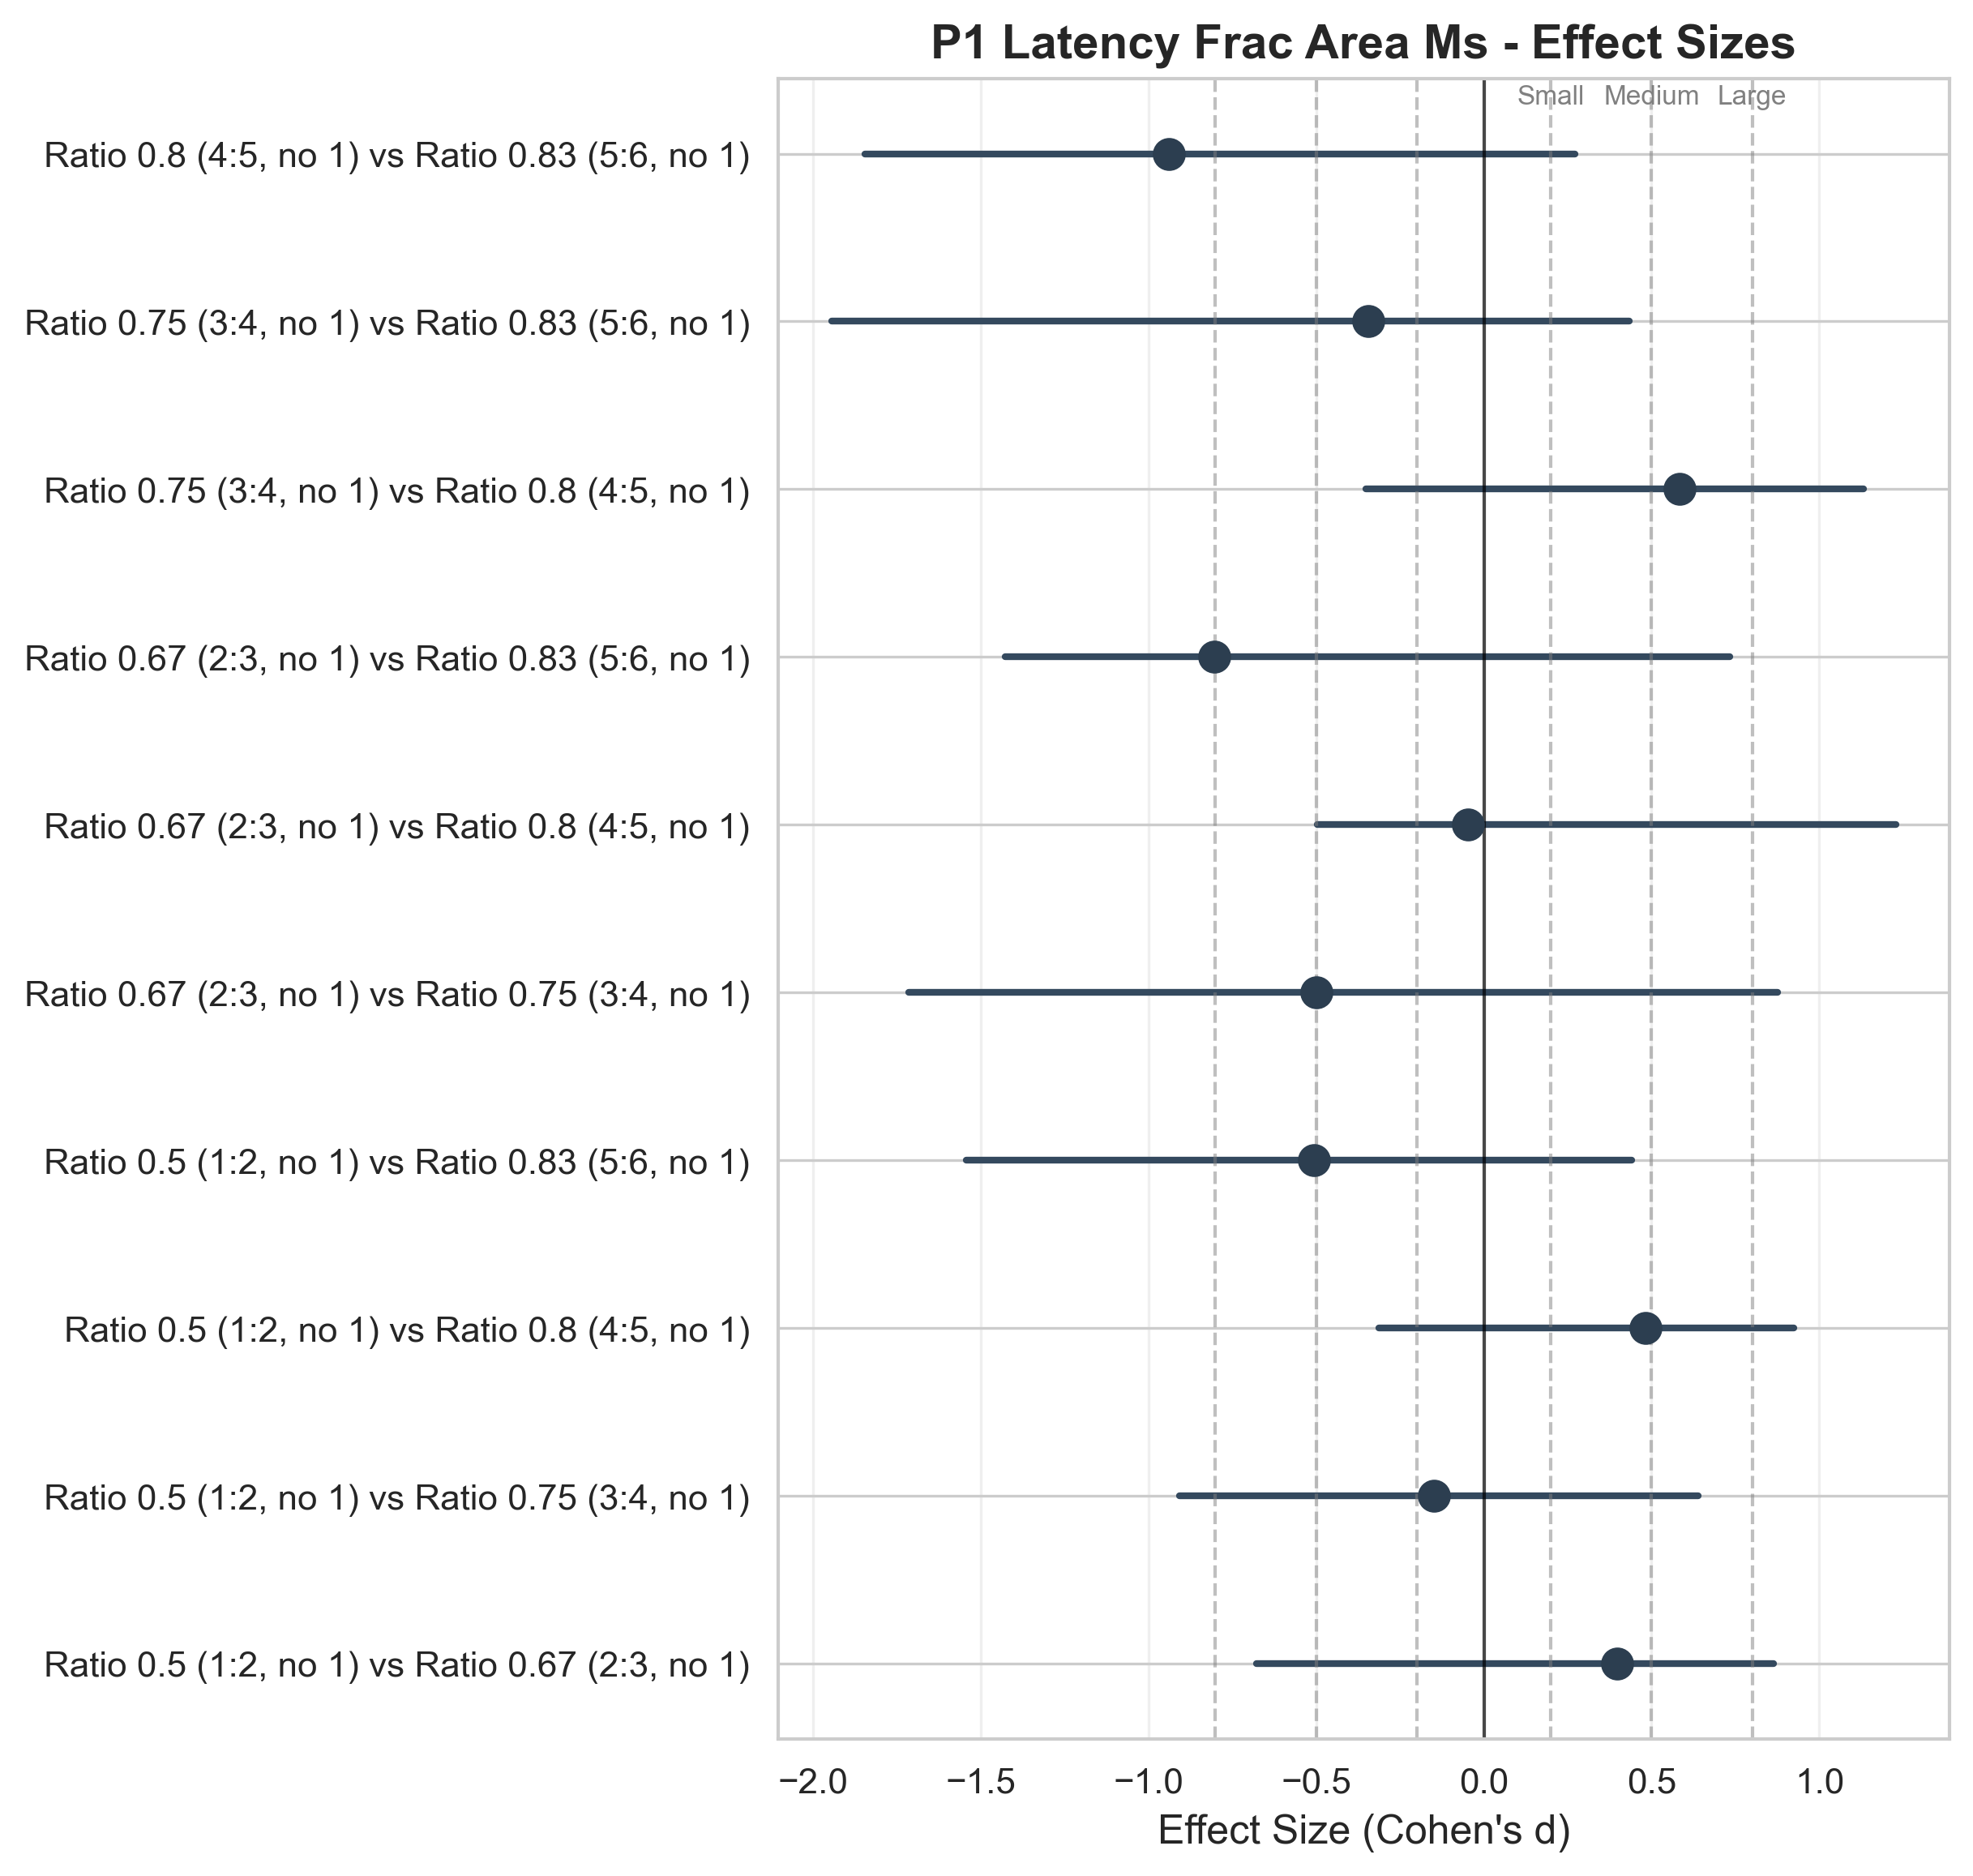 P1 Latency Frac Area Ms - Effect Sizes
Small Medium Large
Ratio 0.8 (4:5, no 1) vs Ratio 0.83 (5:6, no 1)
Ratio 0.75 (3:4, no 1) vs Ratio 0.83 (5:6, no 1)
Ratio 0.75 (3:4, no 1) vs Ratio 0.8 (4:5, no 1)
Ratio 0.67 (2:3, no 1) vs Ratio 0.83 (5:6, no 1)
Ratio 0.67 (2:3, no 1) vs Ratio 0.8 (4:5, no 1)
Ratio 0.67 (2:3, no 1) vs Ratio 0.75 (3:4, no 1)
Ratio 0.5 (1:2, no 1) vs Ratio 0.83 (5:6, no 1)
Ratio 0.5 (1:2, no 1) vs Ratio 0.8 (4:5, no 1)
Ratio 0.5 (1:2, no 1) vs Ratio 0.75 (3:4, no 1)
Ratio 0.5 (1:2, no 1) vs Ratio 0.67 (2:3, no 1)
−2.0 −1.5 −1.0 −0.5 0.0 0.5 1.0
Effect Size (Cohen's d)